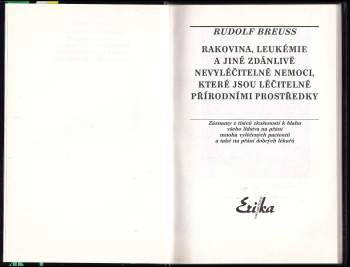 RUDOLF BREUSS
RAKOVINA, LEUKÉMIE
A JINÉ ZDÁNLIVĚ
NEVYLÉČITELNÉ NEMOCI,
KTERÉ JSOU LÉČITELNÉ
PŘÍRODNÍMI PROSTŘEDKY
Záznamy z tisíců zkušeností k blahu
všeho lidstva na přání
mnoha vyléčených pacientů
a také na přání dobrých lékařů
Erika